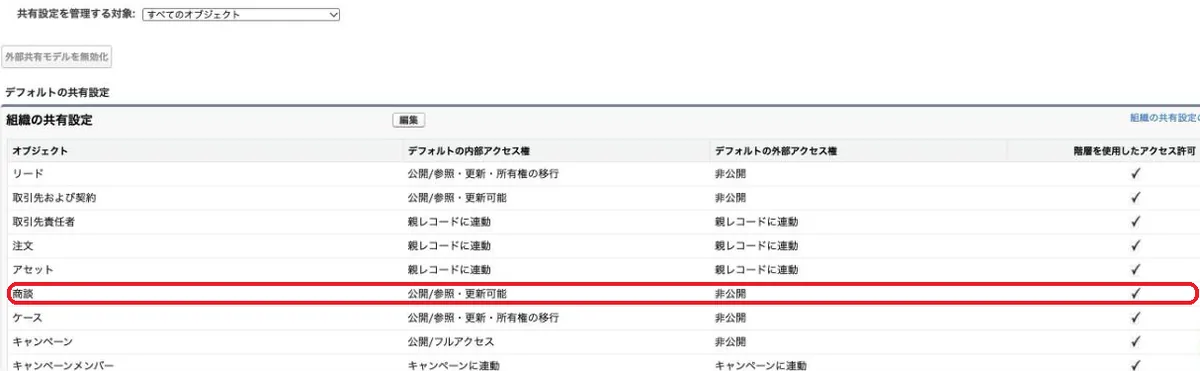 共有設定を管理する対象: すべてのオブジェクト
外部共有モデルを無効化
デフォルトの共有設定
組織の共有設定 編集 組織の共有設定の
オブジェクト デフォルトの内部アクセス権 デフォルトの外部アクセス権 階層を使用したアクセス許可
リード 公開/参照・更新・所有権の移行 非公開 ✓
取引先および契約 公開/参照・更新可能 非公開 ✓
取引先責任者 親レコードに連動 親レコードに連動 ✓
注文 親レコードに連動 親レコードに連動 ✓
アセット 親レコードに連動 親レコードに連動 ✓
商談 公開/参照・更新可能 非公開 ✓
ケース 公開/参照・更新・所有権の移行 非公開 ✓
キャンペーン 公開/フルアクセス 非公開 ✓
キャンペーンメンバー キャンペーンに連動 キャンペーンに連動 ✓